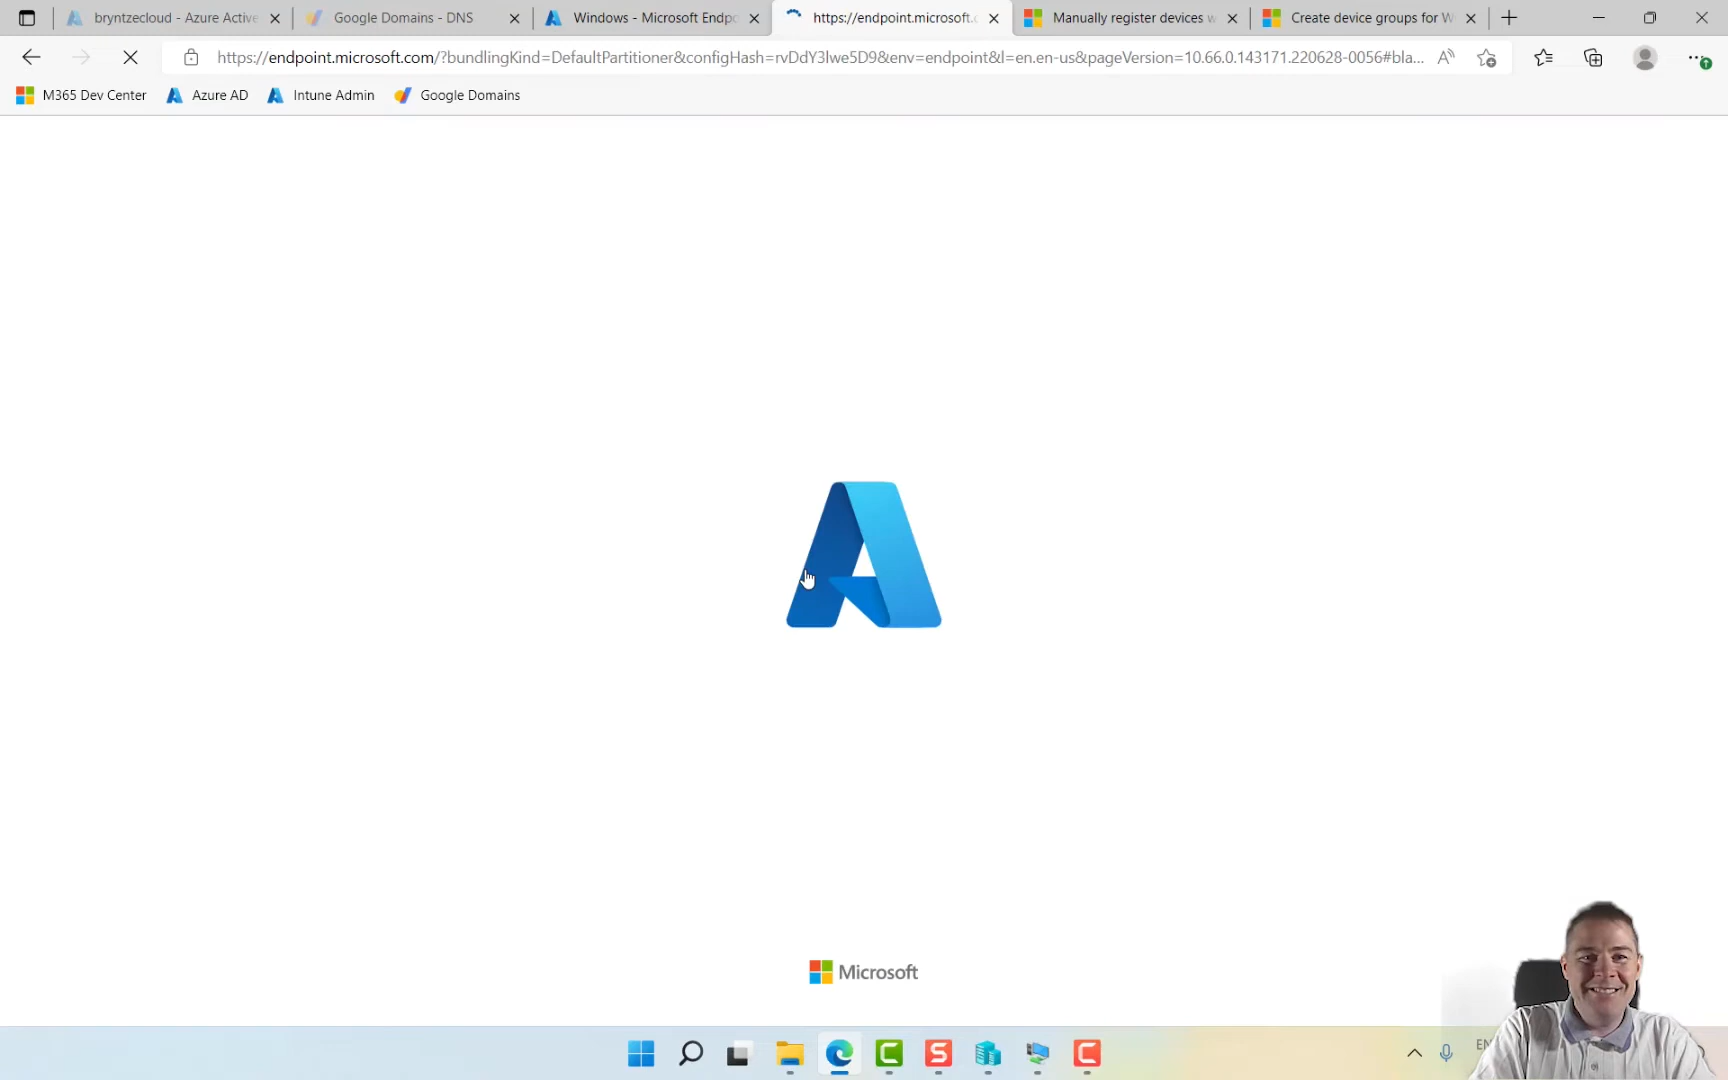 bryntzecloud - Azure Active
Google Domains - DNS
Windows - Microsoft Endpo
https://endpoint.microsoft.c
Manually register devices w
Create device groups for W
https://endpoint.microsoft.com/?bundlingKind=DefaultPartitioner&configHash=rvDdY3lwe5D9&env=endpoint&l=en.en-us&pageVersion=10.66.0.143171.220628-0056#bla...
M365 Dev Center
Azure AD
Intune Admin
Google Domains
Microsoft